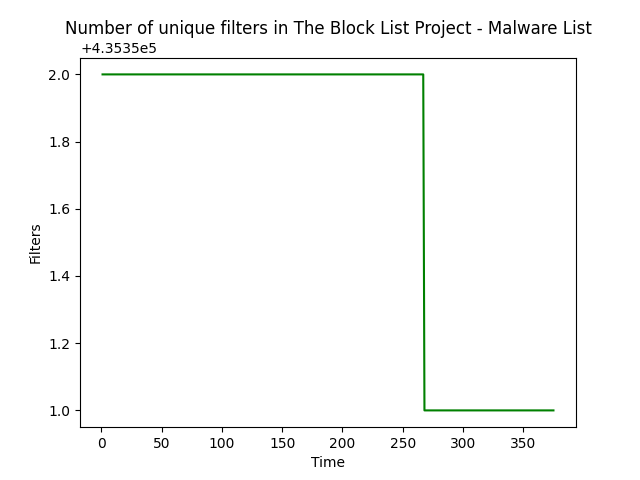 Number of unique filters in The Block List Project - Malware List
+4.3535e5
2.0
1.8
1.6
1.4
1.2
1.0
Filters
0 50 100 150 200 250 300 350
Time